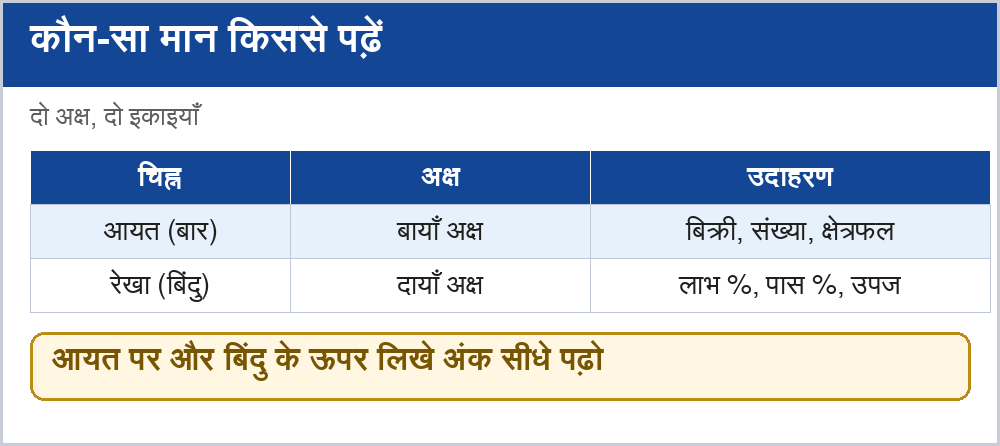 कौन-सा मान किससे पढ़ें
दो अक्ष, दो इकाइयाँ
चिह्न अक्ष उदाहरण
आयत (बार) बायाँ अक्ष बिक्री, संख्या, क्षेत्रफल
रेखा (बिंदु) दायाँ अक्ष लाभ %, पास %, उपज
आयत पर और बिंदु के ऊपर लिखे अंक सीधे पढ़ो